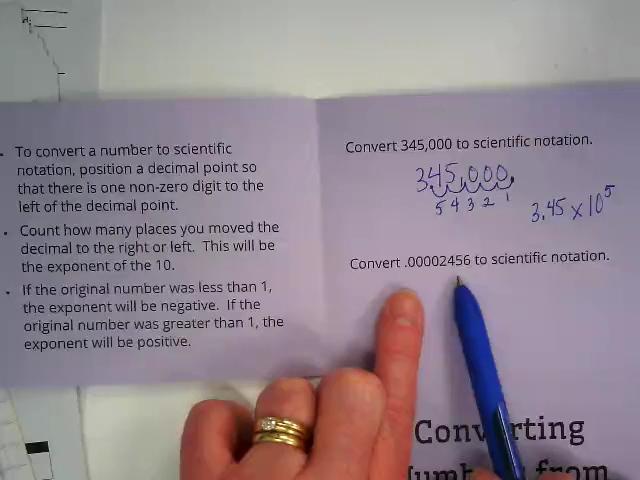 • To convert a number to scientific
notation, position a decimal point so
that there is one non-zero digit to the
left of the decimal point.
• Count how many places you moved the
decimal to the right or left. This will be
the exponent of the 10.
• If the original number was less than 1,
the exponent will be negative. If the
original number was greater than 1, the
exponent will be positive.
Convert 345,000 to scientific notation.
345,000.
5 4 3 2 1
3.45 x 10⁵
Convert .00002456 to scientific notation.
from